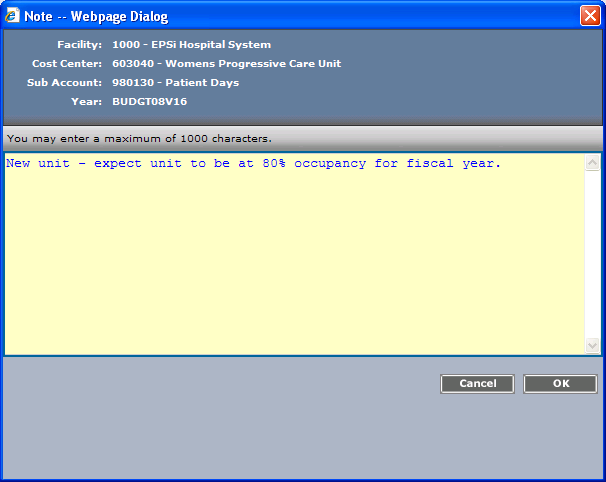 Note -- Webpage Dialog
Facility: 1000 - EPSi Hospital System
Cost Center: 603040 - Womens Progressive Care Unit
Sub Account: 980130 - Patient Days
Year: BUDGT08V16
You may enter a maximum of 1000 characters.
New unit - expect unit to be at 80% occupancy for fiscal year.
Cancel OK